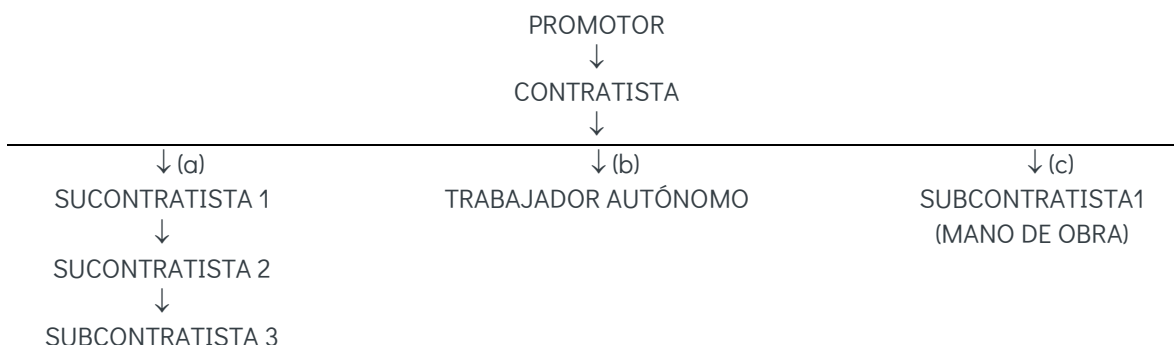 PROMOTOR
↓
CONTRATISTA
↓
↓ (a) ↓ (b) ↓ (c)
SUCONTRATISTA 1 TRABAJADOR AUTÓNOMO SUBCONTRATISTA1
↓ (MANO DE OBRA)
SUCONTRATISTA 2
↓
SUBCONTRATISTA 3